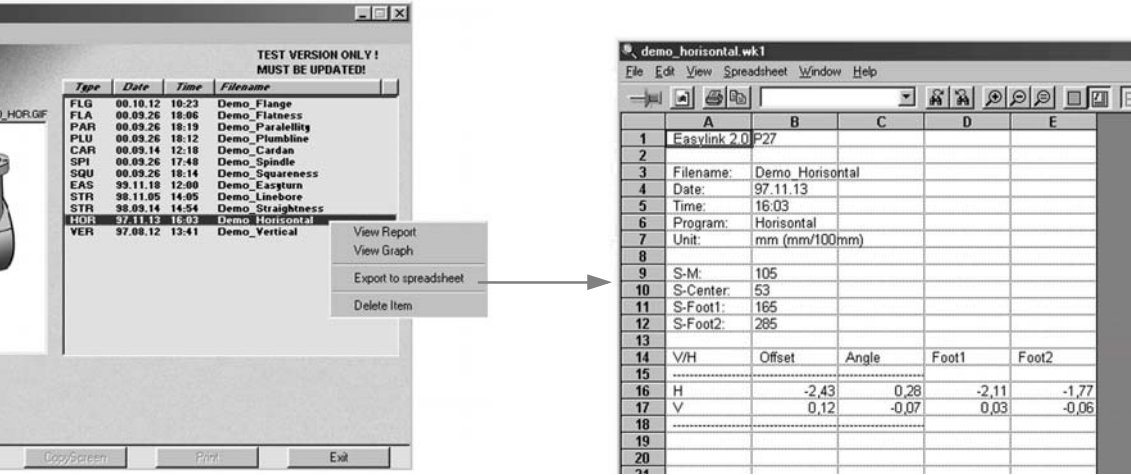 TEST VERSION ONLY !
MUST BE UPDATED!
Type Date Time Filename
O_HOR.GIF
FLG 00.10.12 10:23 Demo_Flange
FLA 00.09.26 18:06 Demo_Flatness
PAR 00.09.26 18:19 Demo_Paralellity
PLU 00.09.26 18:12 Demo_Plumbline
CAR 00.09.14 12:18 Demo_Cardan
SPI 00.09.26 17:48 Demo_Spindle
SQU 00.09.26 18:14 Demo_Squareness
EAS 99.11.18 12:00 Demo_Easyturn
STR 98.11.05 14:05 Demo_Linebore
STR 98.09.14 14:54 Demo_Straightness
HOR 97.11.13 16:03 Demo_Horisontal
VER 97.08.12 13:41 Demo_Vertical
View Report
View Graph
Export to spreadsheet
Delete Item
CopyScreen Print Exit
demo_horisontal.wk1
File Edit View Spreadsheet Window Help
A B C D E
1 Easylink 2.0 P27
2
3 Filename: Demo_Horisontal
4 Date: 97.11.13
5 Time: 16:03
6 Program: Horisontal
7 Unit: mm (mm/100mm)
8
9 S-M: 105
10 S-Center: 53
11 S-Foot1: 165
12 S-Foot2: 285
13
14 V/H Offset Angle Foot1 Foot2
15 --------------------
16 H -2,43 0,28 -2,11 -1,77
17 V 0,12 -0,07 0,03 -0,06
18 --------------------
19
20
21